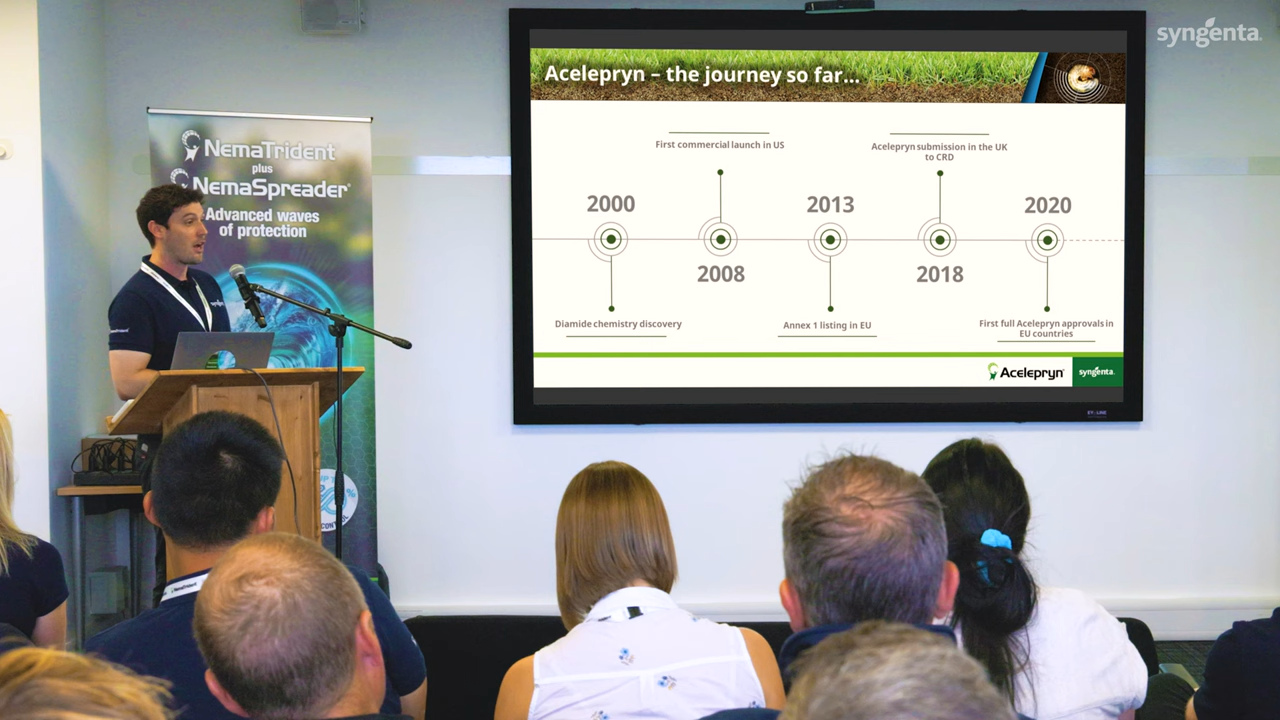 syngenta.
Acelepryn – the journey so far...
First commercial launch in US
Acelepryn submission in the UK
to CRD
2000
2013
2020
2008
2018
Diamide chemistry discovery
Annex 1 listing in EU
First full Acelepryn approvals in
EU countries
Acelepryn®
syngenta.
NemaTrident
plus
NemaSpreader®
Advanced waves
of protection